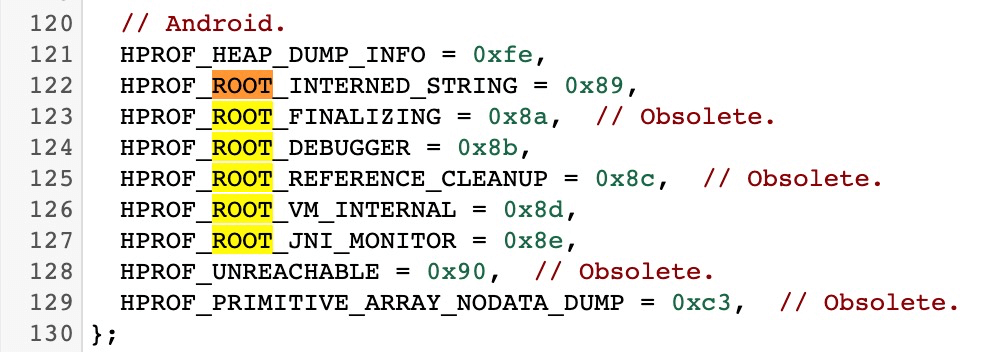 120 // Android.
121 HPROF_HEAP_DUMP_INFO = 0xfe,
122 HPROF_ROOT_INTERNED_STRING = 0x89,
123 HPROF_ROOT_FINALIZING = 0x8a, // Obsolete.
124 HPROF_ROOT_DEBUGGER = 0x8b,
125 HPROF_ROOT_REFERENCE_CLEANUP = 0x8c, // Obsolete.
126 HPROF_ROOT_VM_INTERNAL = 0x8d,
127 HPROF_ROOT_JNI_MONITOR = 0x8e,
128 HPROF_UNREACHABLE = 0x90, // Obsolete.
129 HPROF_PRIMITIVE_ARRAY_NODATA_DUMP = 0xc3, // Obsolete.
130 };